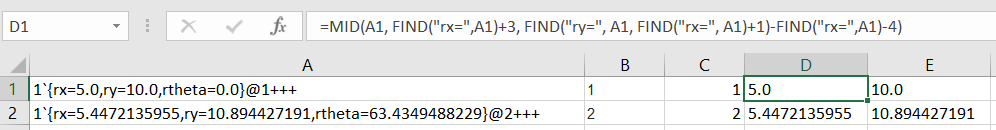 D1 fx =MID(A1, FIND("rx=",A1)+3, FIND("ry=", A1, FIND("rx=", A1)+1)-FIND("rx=",A1)-4)
A B C D E
1 1`{rx=5.0,ry=10.0,rtheta=0.0}@1+++ 1 1 5.0 10.0
2 1`{rx=5.4472135955,ry=10.894427191,rtheta=63.4349488229}@2+++ 2 2 5.4472135955 10.894427191